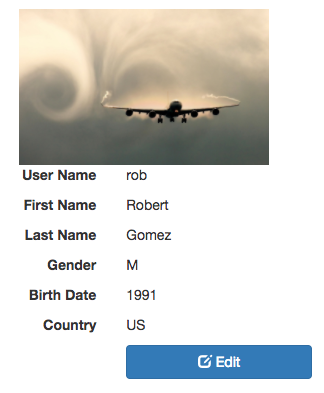 User Name rob
First Name Robert
Last Name Gomez
Gender M
Birth Date 1991
Country US
Edit